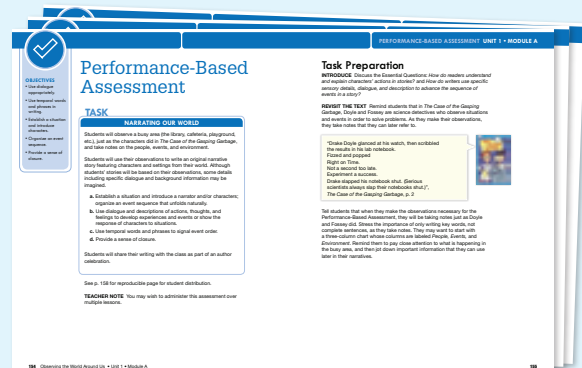 PERFORMANCE-BASED ASSESSMENT UNIT 1 • MODULE A
OBJECTIVES
• Use dialogue
appropriately.
• Use temporal words
and phrases in
writing.
• Establish a situation
and introduce
characters.
• Organize an event
sequence.
• Provide a sense of
closure.
Performance-Based
Assessment
TASK
NARRATING OUR WORLD
Students will observe a busy area (the library, cafeteria, playground,
etc.), just as the characters did in The Case of the Gasping Garbage,
and take notes on the people, events, and environment.
Students will use their observations to write an original narrative
story featuring characters and settings from their world. Although
students' stories will be based on their observations, some details
including specific dialogue and background information may be
imagined.
a. Establish a situation and introduce a narrator and/or characters;
organize an event sequence that unfolds naturally.
b. Use dialogue and descriptions of actions, thoughts, and
feelings to develop experiences and events or show the
response of characters to situations.
c. Use temporal words and phrases to signal event order.
d. Provide a sense of closure.
Students will share their writing with the class as part of an author
celebration.
See p. 158 for reproducible page for student distribution.
TEACHER NOTE You may wish to administer this assessment over
multiple lessons.
154 Observing the World Around Us • Unit 1 • Module A
Task Preparation
INTRODUCE Discuss the Essential Questions: How do readers understand
and explain characters' actions in stories? and How do writers use specific
sensory details, dialogue, and description to advance the sequence of
events in a story?
REVISIT THE TEXT Remind students that in The Case of the Gasping
Garbage, Doyle and Fossey are science detectives who observe situations
and events in order to solve problems. As they make their observations,
they take notes that they can later refer to.
"Drake Doyle glanced at his watch, then scribbled
the results in his lab notebook.
Fizzed and popped
Right on Time.
Not a second too late.
Experiment a success.
Drake slapped his notebook shut. (Serious
scientists always slap their notebooks shut.)",
The Case of the Gasping Garbage, p. 2
Tell students that when they make the observations necessary for the
Performance-Based Assessment, they will be taking notes just as Doyle
and Fossey did. Stress the importance of only writing key words, not
complete sentences, as they take notes. They may want to start with
a three-column chart whose columns are labeled People, Events, and
Environment. Remind them to pay close attention to what is happening in
the busy area, and then jot down important information that they can use
later in their narratives.
155